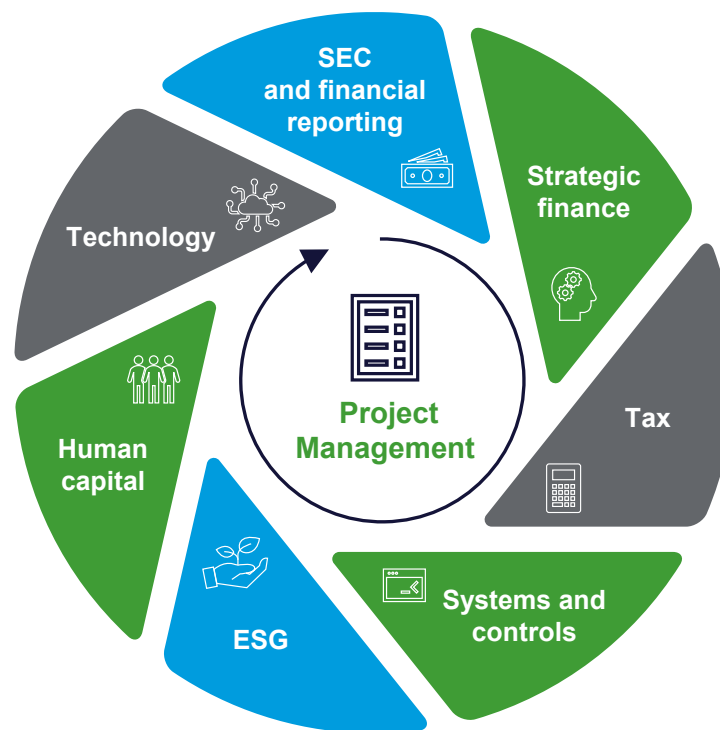 SEC
and financial
reporting
Strategic
finance
Tax
Systems and
controls
ESG
Human
capital
Technology
Project
Management